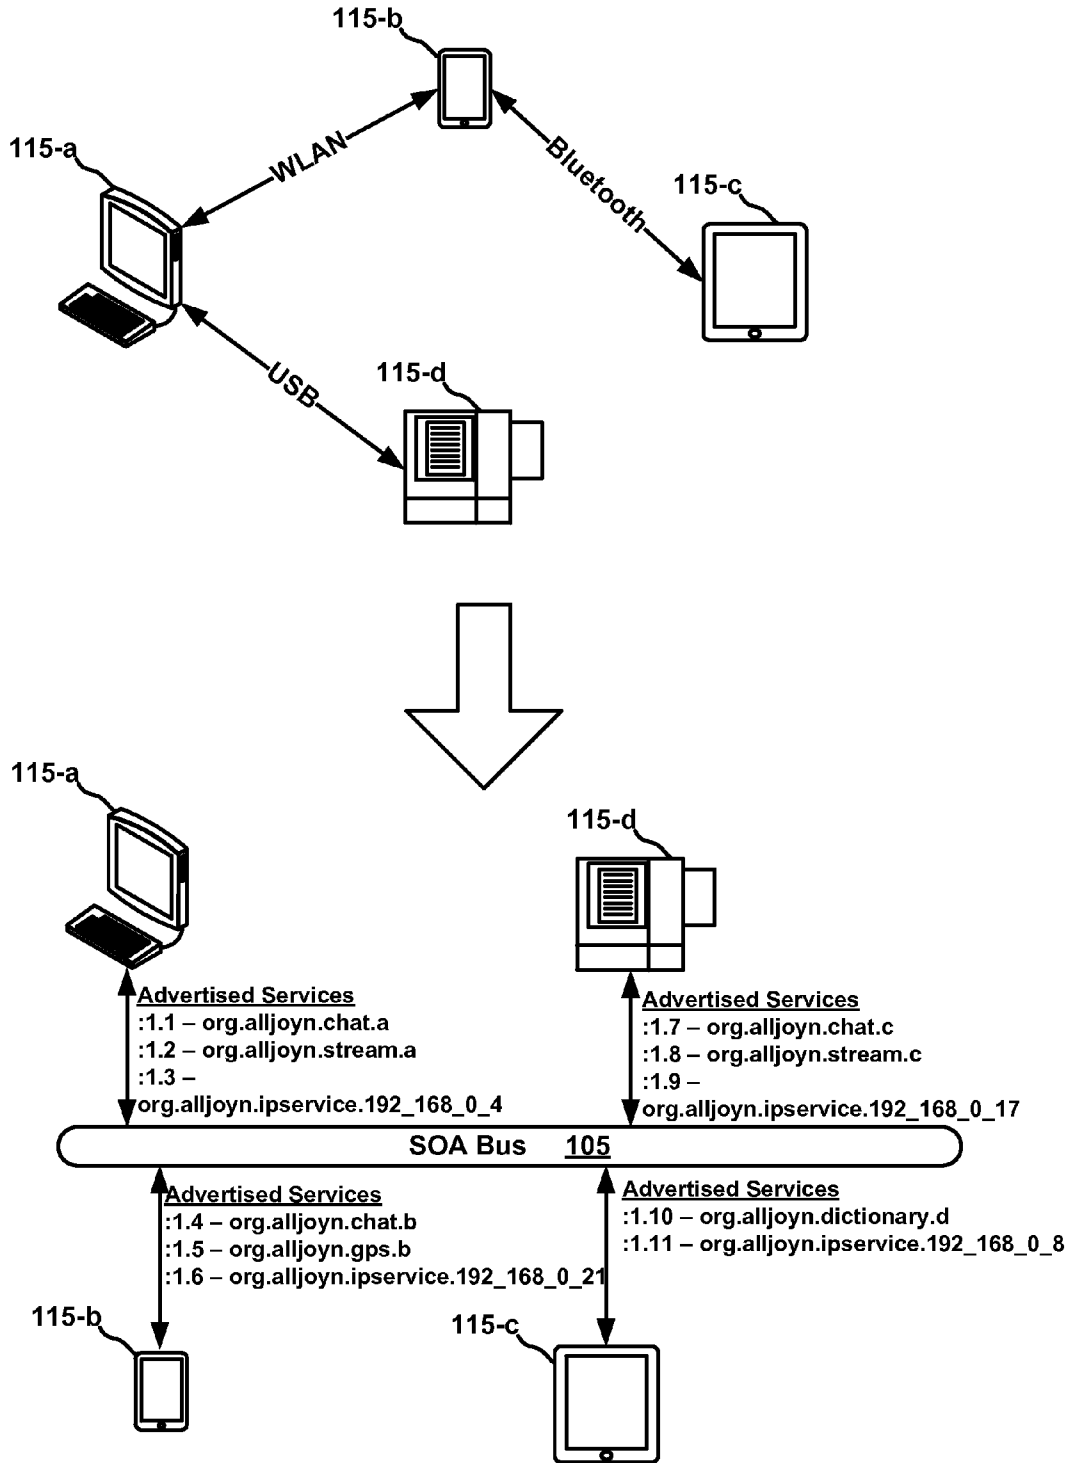 115-b
115-a
WLAN
Bluetooth
115-c
USB
115-d
115-a
115-d
Advertised Services
:1.1 – org.alljoyn.chat.a
:1.2 – org.alljoyn.stream.a
:1.3 –
org.alljoyn.ipservice.192_168_0_4
Advertised Services
:1.7 – org.alljoyn.chat.c
:1.8 – org.alljoyn.stream.c
:1.9 –
org.alljoyn.ipservice.192_168_0_17
SOA Bus 105
Advertised Services
:1.4 – org.alljoyn.chat.b
:1.5 – org.alljoyn.gps.b
:1.6 – org.alljoyn.ipservice.192_168_0_21
Advertised Services
:1.10 – org.alljoyn.dictionary.d
:1.11 – org.alljoyn.ipservice.192_168_0_8
115-b
115-c